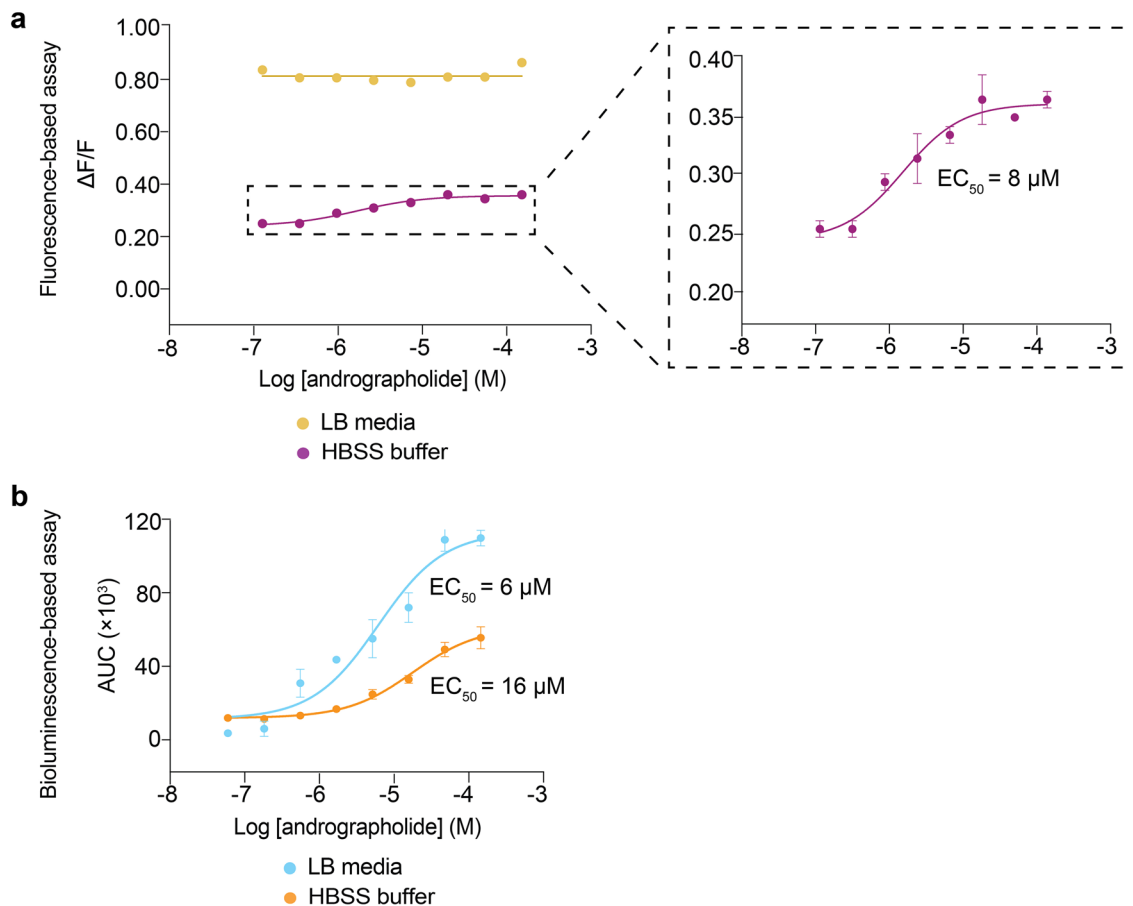 a
Fluorescence-based assay
ΔF/F
1.00
0.80
0.60
0.40
0.20
0.00
-8 -7 -6 -5 -4 -3
Log [andrographolide] (M)
LB media
HBSS buffer
0.40
0.35
0.30
0.25
0.20
EC50 = 8 µM
-8 -7 -6 -5 -4 -3
b
Bioluminescence-based assay
AUC (×10³)
120
80
40
0
EC50 = 6 µM
EC50 = 16 µM
-8 -7 -6 -5 -4 -3
Log [andrographolide] (M)
LB media
HBSS buffer